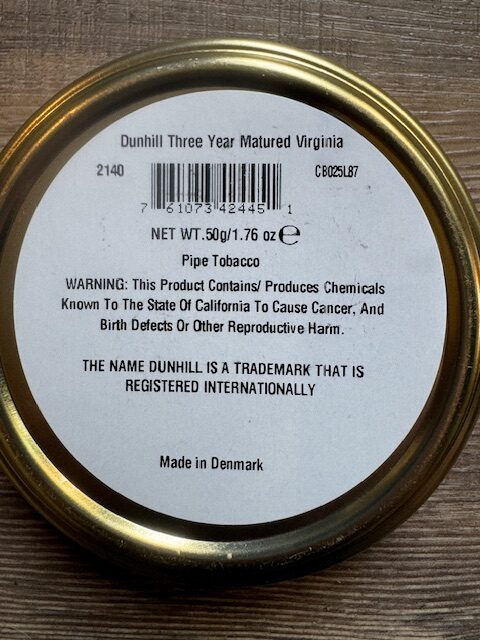 Dunhill Three Year Matured Virginia
2140 CB025L87
7 61073 42445 1
NET WT.50g/1.76 oz ℮
Pipe Tobacco
WARNING: This Product Contains/ Produces Chemicals
Known To The State Of California To Cause Cancer, And
Birth Defects Or Other Reproductive Harm.
THE NAME DUNHILL IS A TRADEMARK THAT IS
REGISTERED INTERNATIONALLY
Made in Denmark